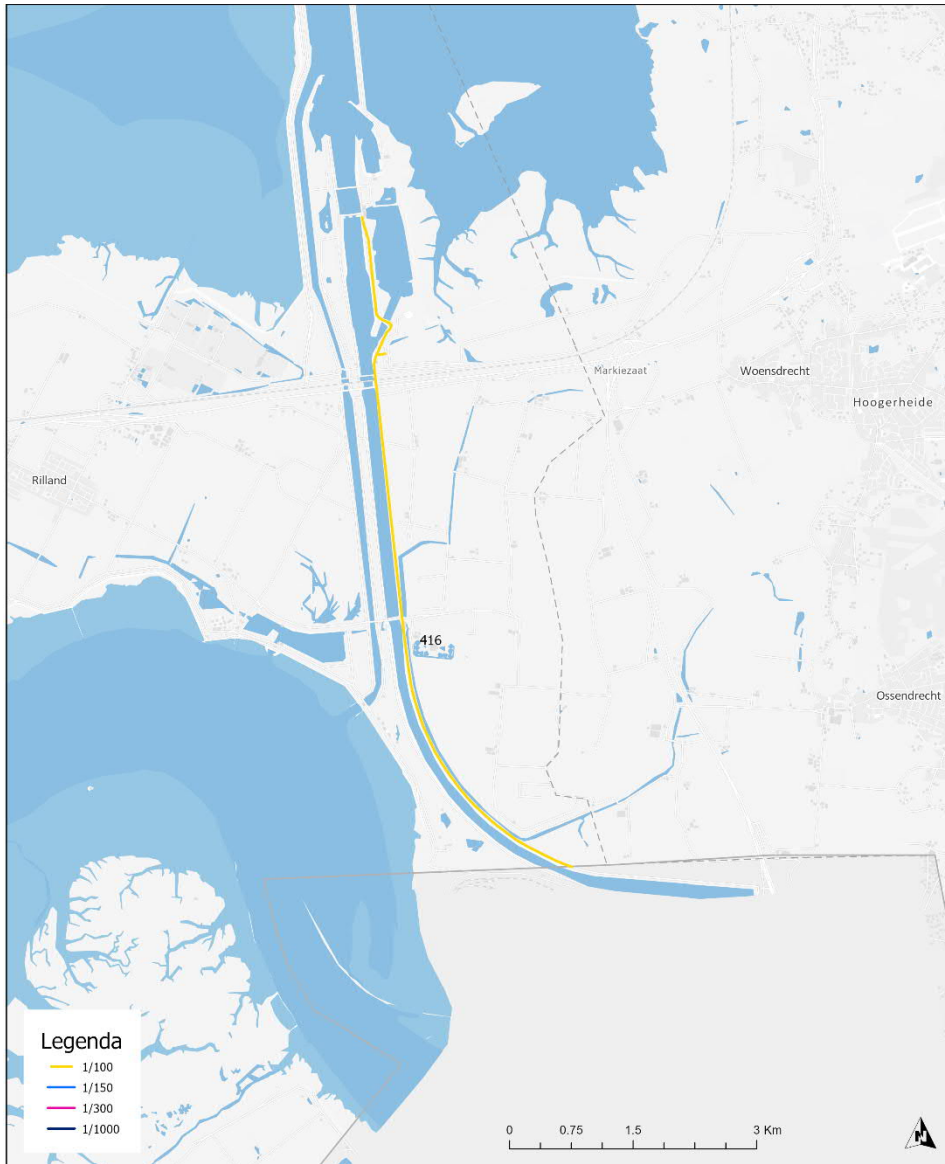 Markiezaat
Woensdrecht
Hoogerheide
Rilland
416
Ossendrecht
Legenda
1/100
1/150
1/300
1/1000
0 0.75 1.5 3 Km
N